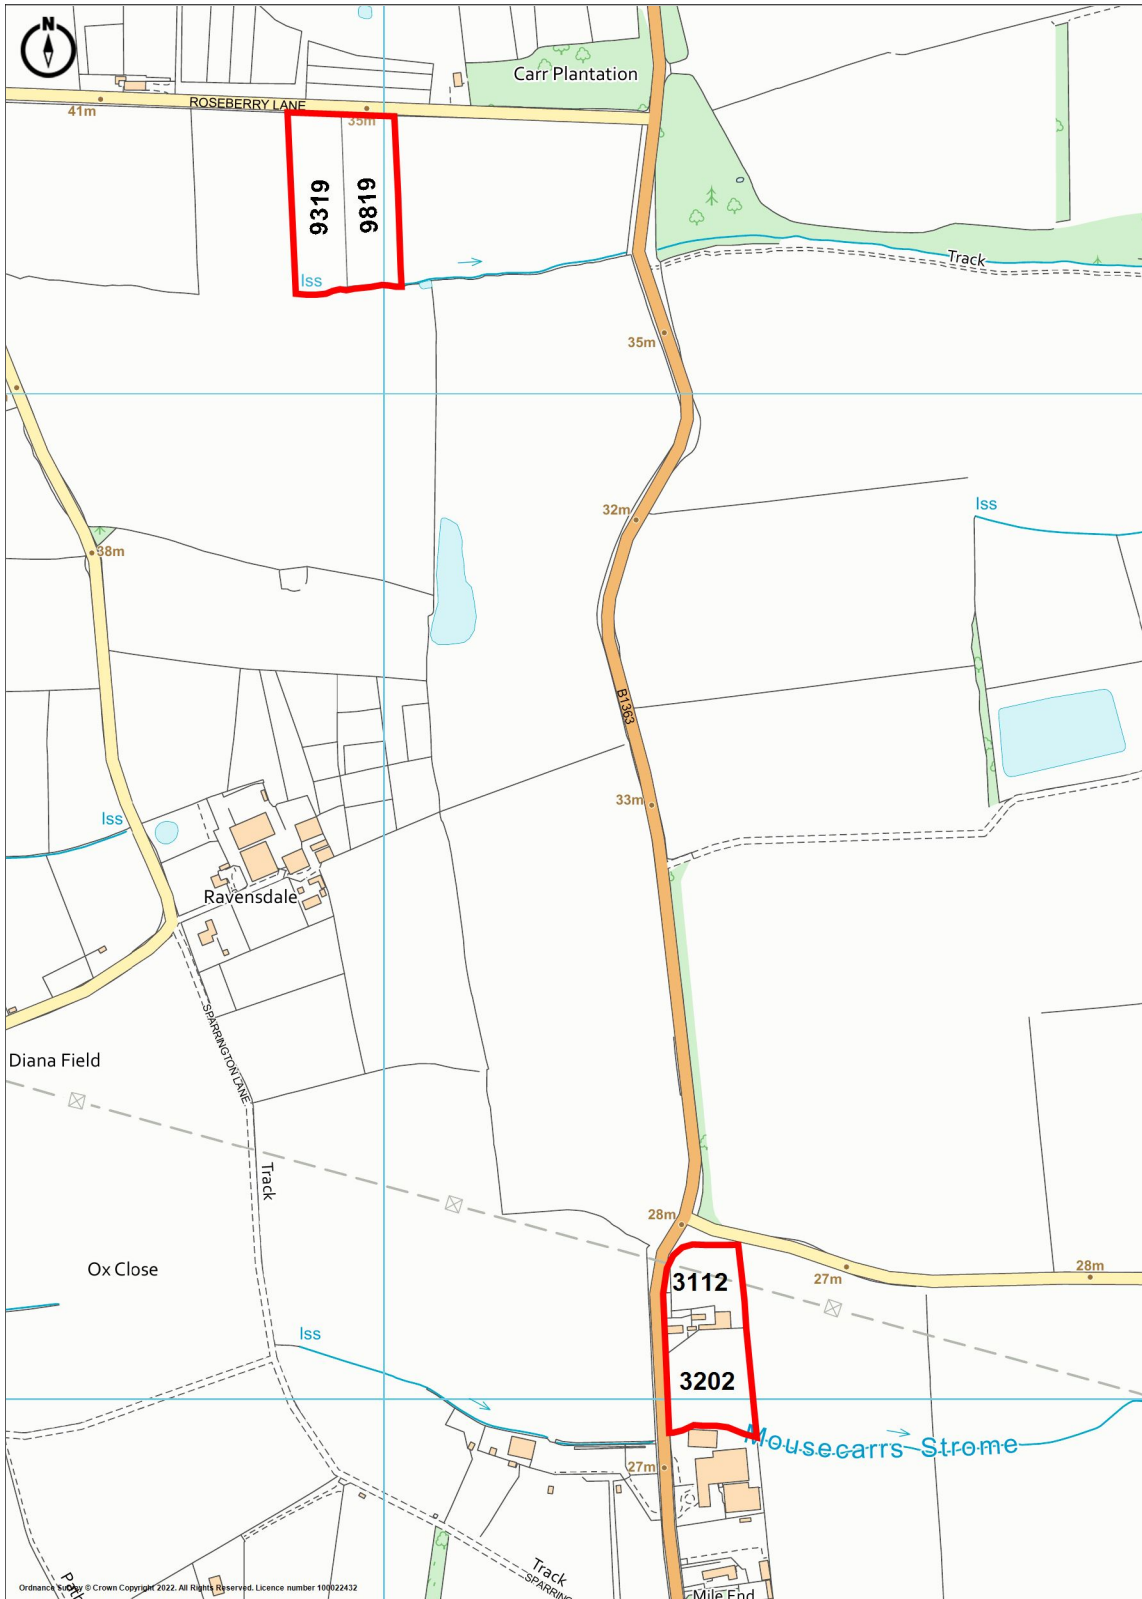 N
Carr Plantation
ROSEBERRY LANE
41m
35m
9319
9819
Iss
Track
35m
32m
Iss
38m
B1363
33m
Iss
Ravensdale
SPARRINGTON LANE
Diana Field
Track
28m
Ox Close
3112
27m
28m
Iss
3202
Mousecarrs Strome
27m
Track
SPARRING
Path
Mile End
Ordnance Survey © Crown Copyright 2022. All Rights Reserved. Licence number 100022432